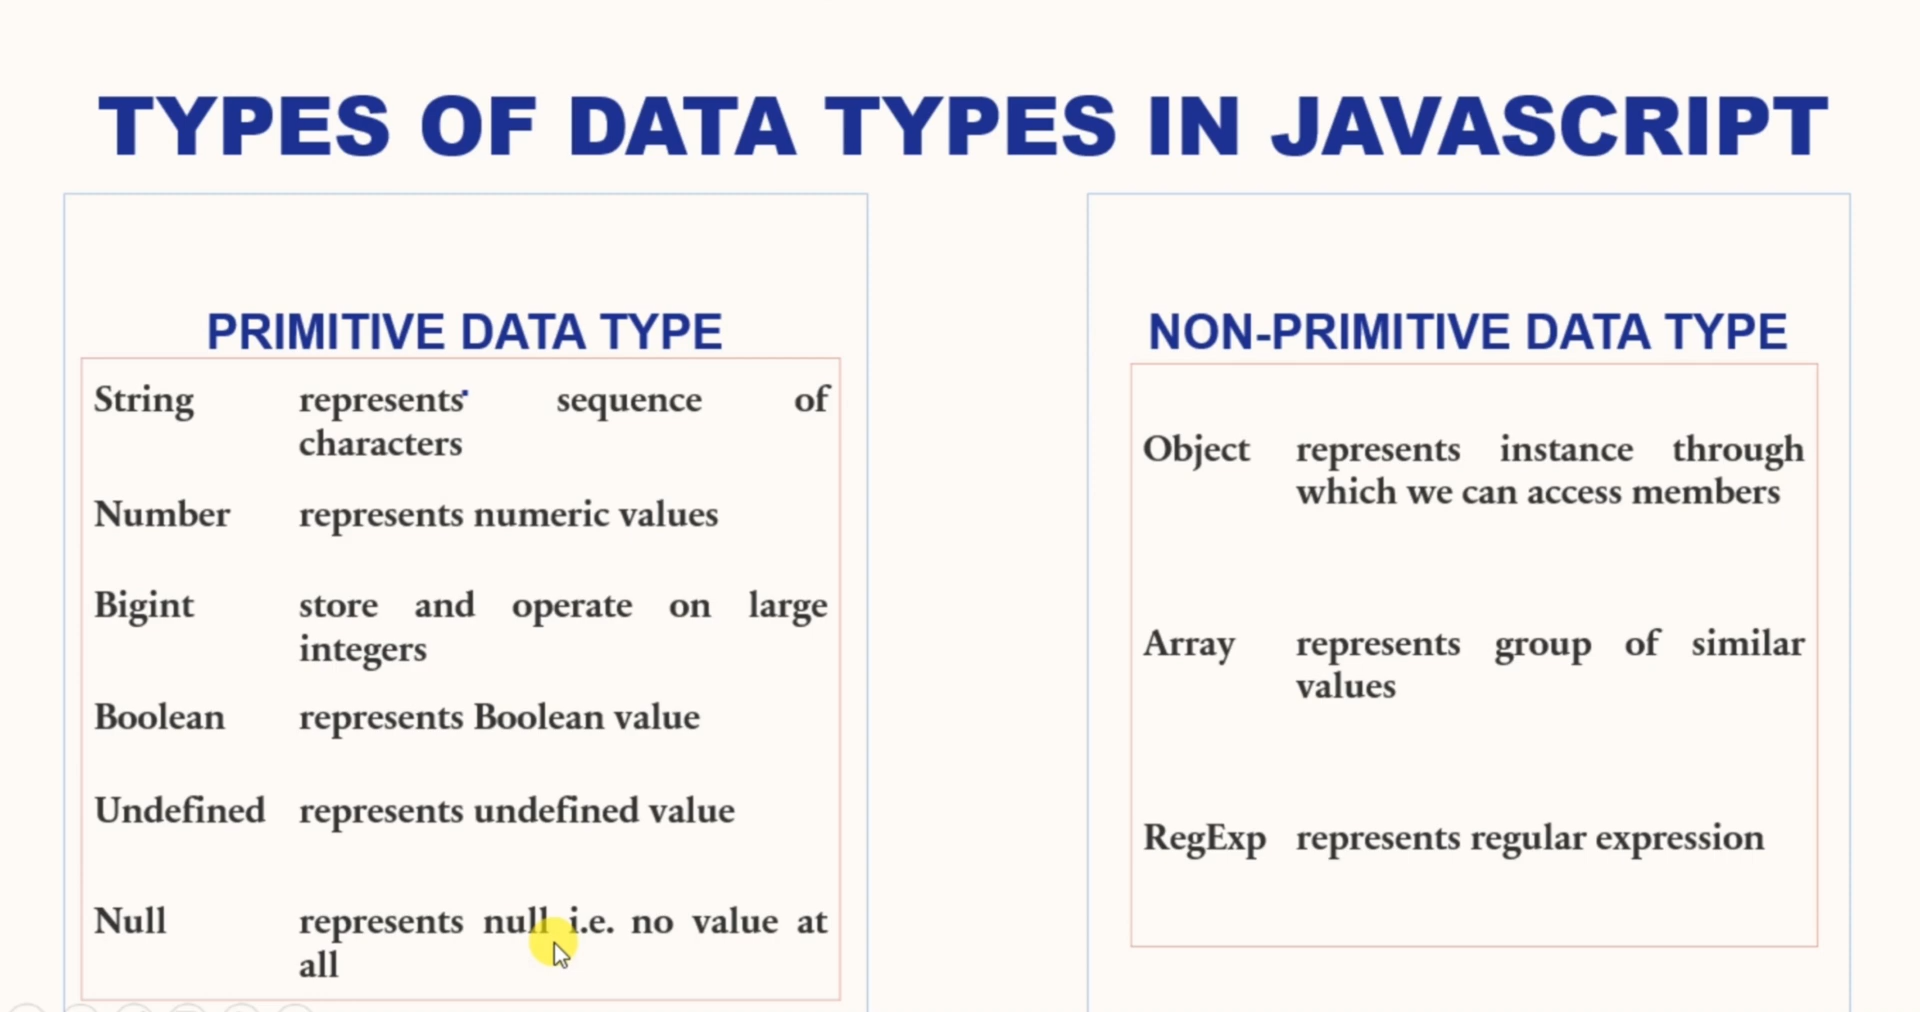 TYPES OF DATA TYPES IN JAVASCRIPT
PRIMITIVE DATA TYPE
String represents sequence of
characters
Number represents numeric values
Bigint store and operate on large
integers
Boolean represents Boolean value
Undefined represents undefined value
Null represents null i.e. no value at
all
NON-PRIMITIVE DATA TYPE
Object represents instance through
which we can access members
Array represents group of similar
values
RegExp represents regular expression